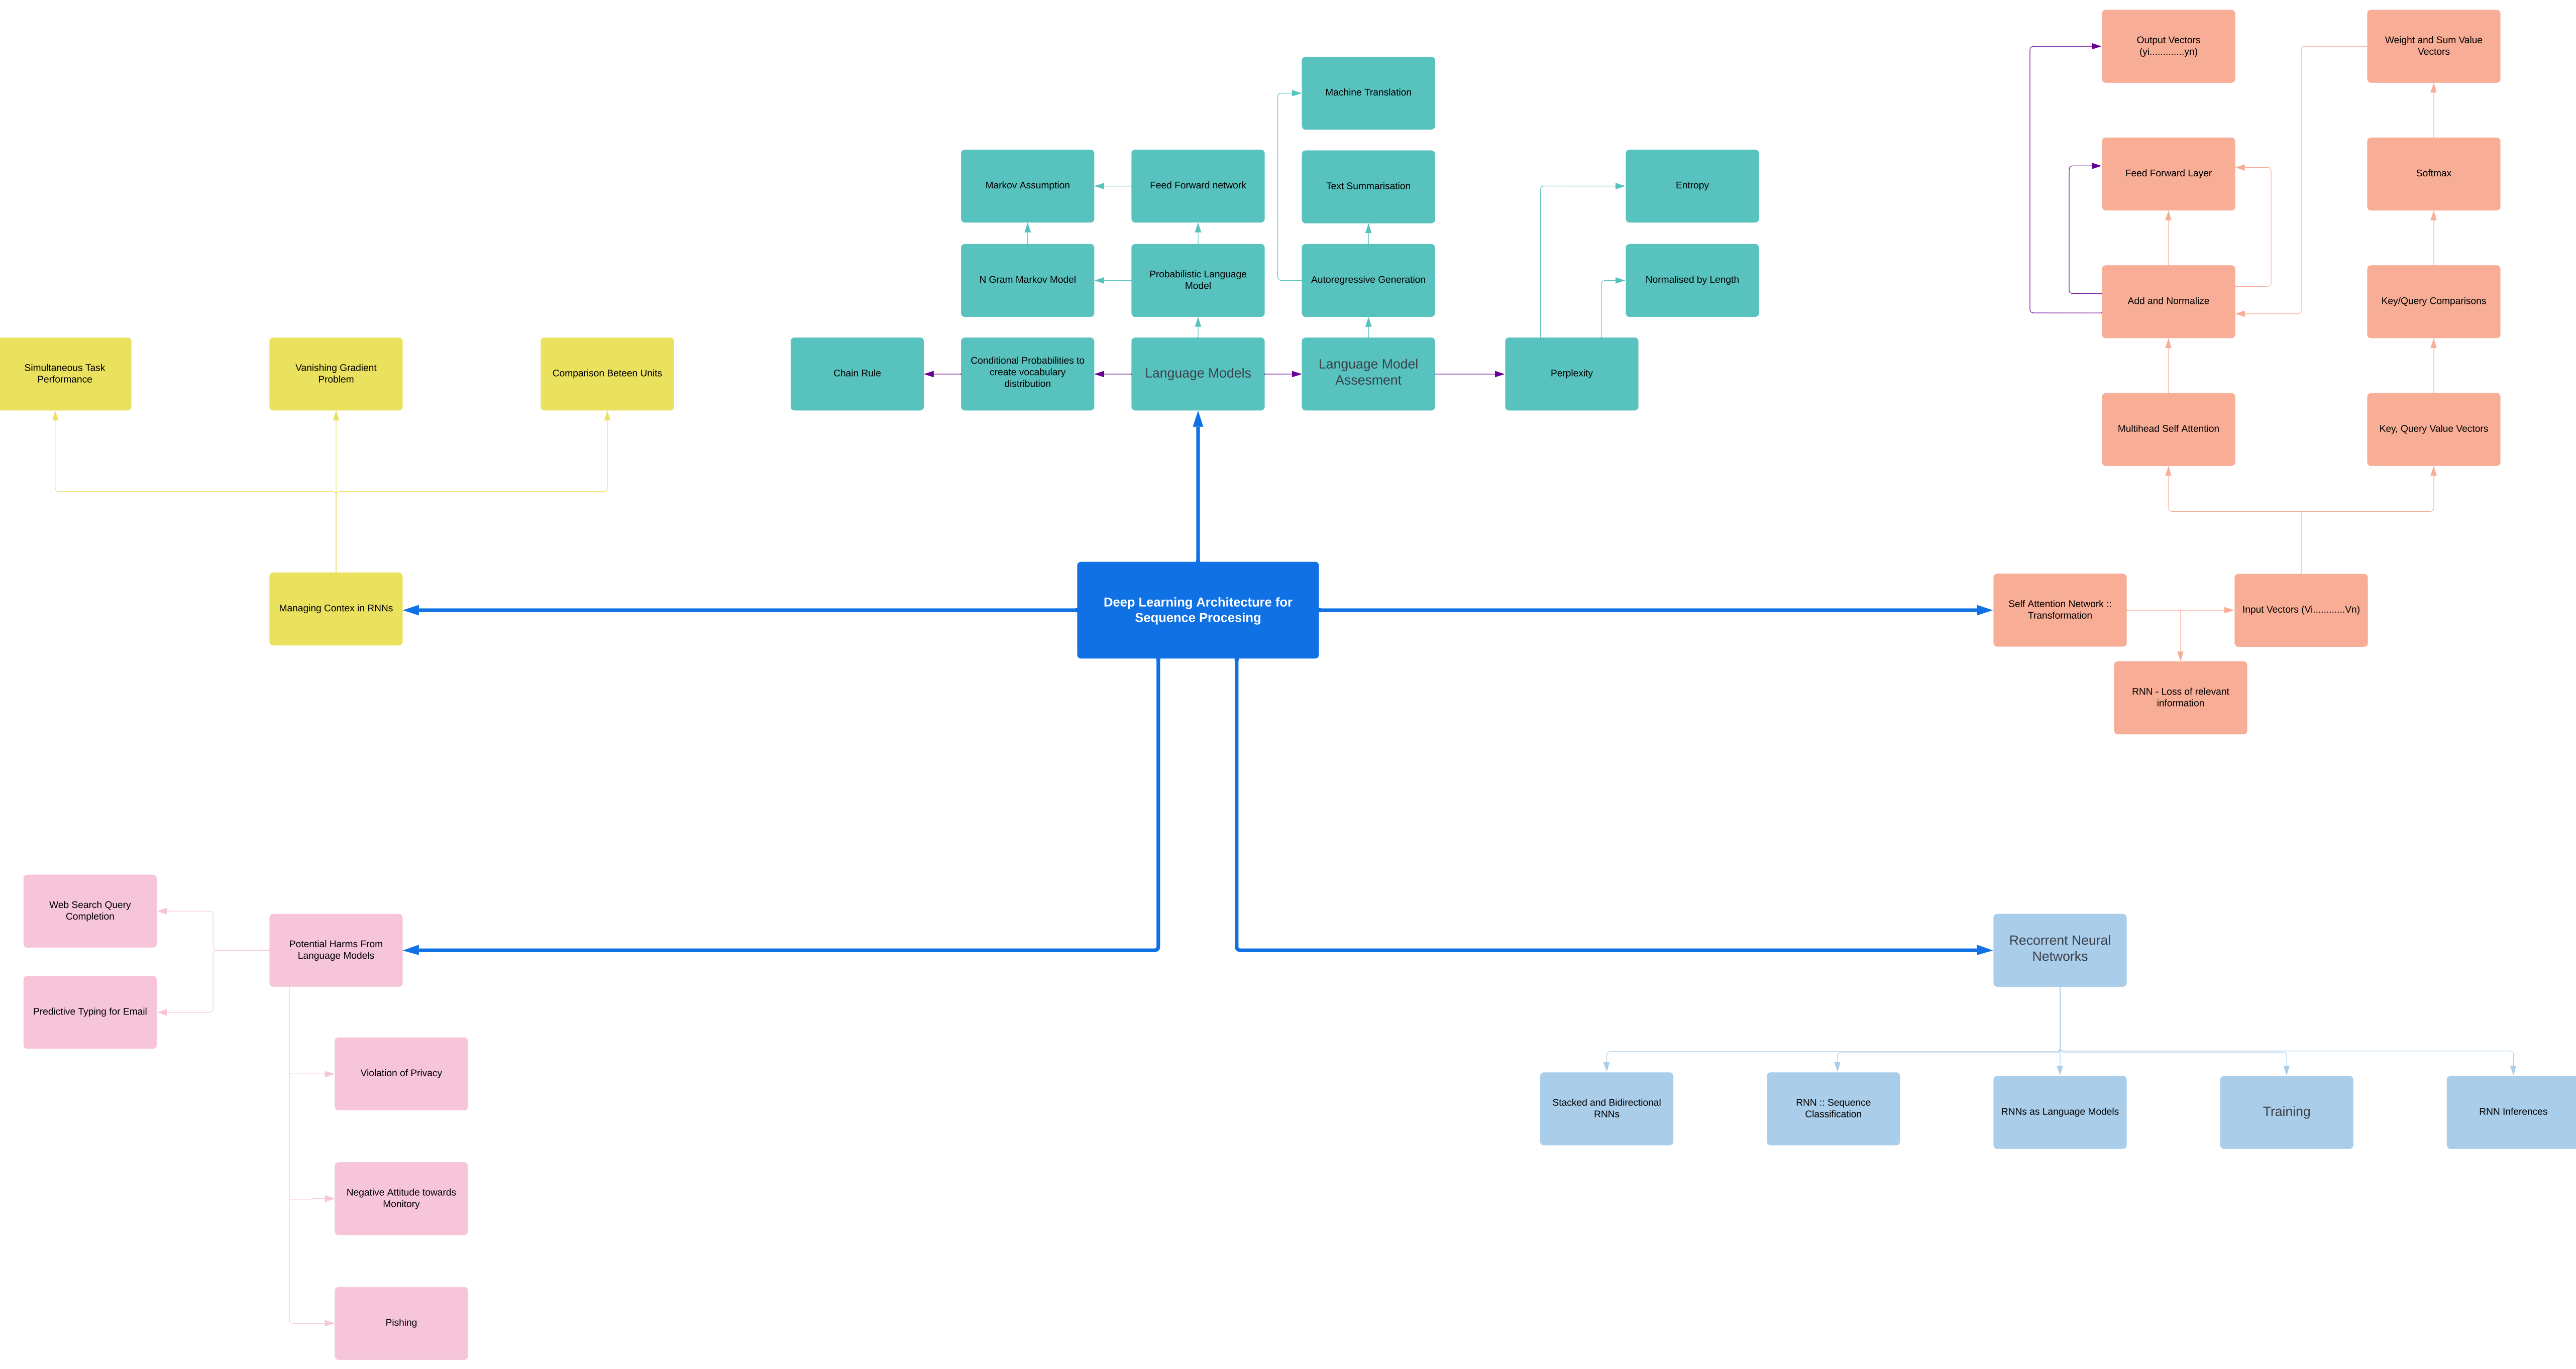 Output Vectors
(yi.............yn)
Weight and Sum Value
Vectors
Machine Translation
Feed Forward Layer
Softmax
Markov Assumption
Feed Forward network
Text Summarisation
Entropy
N Gram Markov Model
Probabilistic Language
Model
Autoregressive Generation
Normalised by Length
Add and Normalize
Key/Query Comparisons
Simultaneous Task
Performance
Vanishing Gradient
Problem
Comparison Beteen Units
Chain Rule
Conditional Probabilities to
create vocabulary
distribution
Language Models
Language Model
Assesment
Perplexity
Multihead Self Attention
Key, Query Value Vectors
Managing Contex in RNNs
Deep Learning Architecture for
Sequence Procesing
Self Attention Network ::
Transformation
Input Vectors (Vi............Vn)
RNN - Loss of relevant
information
Web Search Query
Completion
Potential Harms From
Language Models
Recorrent Neural
Networks
Predictive Typing for Email
Violation of Privacy
Stacked and Bidirectional
RNNs
RNN :: Sequence
Classification
RNNs as Language Models
Training
RNN Inferences
Negative Attitude towards
Monitory
Pishing